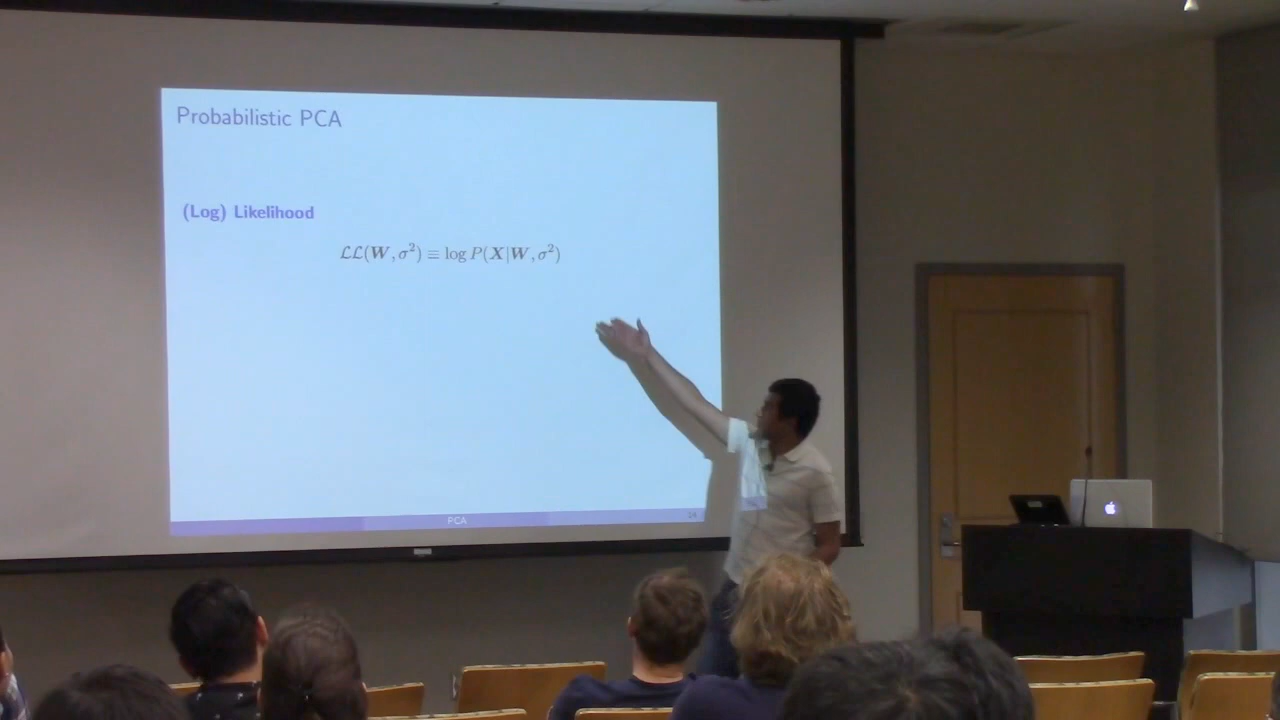 Probabilistic PCA
(Log) Likelihood
ℒℒ(W, σ²) ≡ log P(X|W, σ²)
PCA